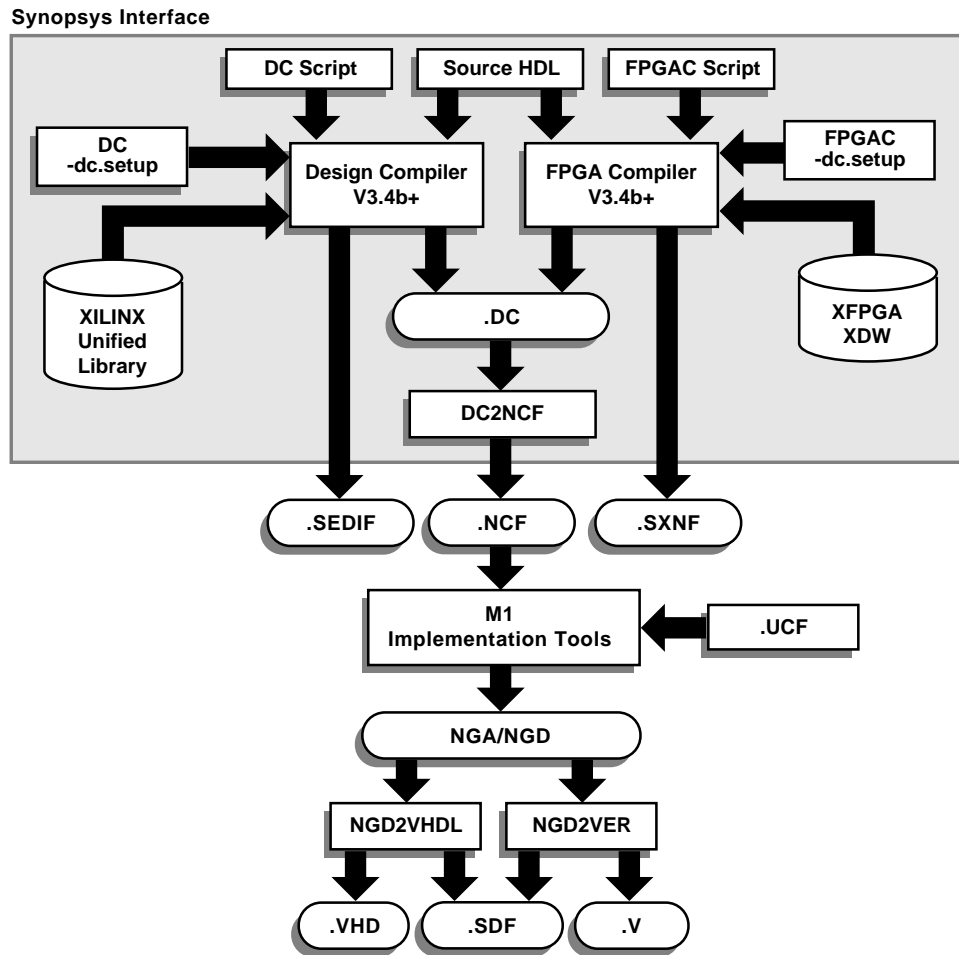 Synopsys Interface
DC Script
Source HDL
FPGAC Script
DC
-dc.setup
Design Compiler
V3.4b+
FPGA Compiler
V3.4b+
FPGAC
-dc.setup
XILINX
Unified
Library
.DC
XFPGA
XDW
DC2NCF
.SEDIF
.NCF
.SXNF
M1
Implementation Tools
.UCF
NGA/NGD
NGD2VHDL
NGD2VER
.VHD
.SDF
.V